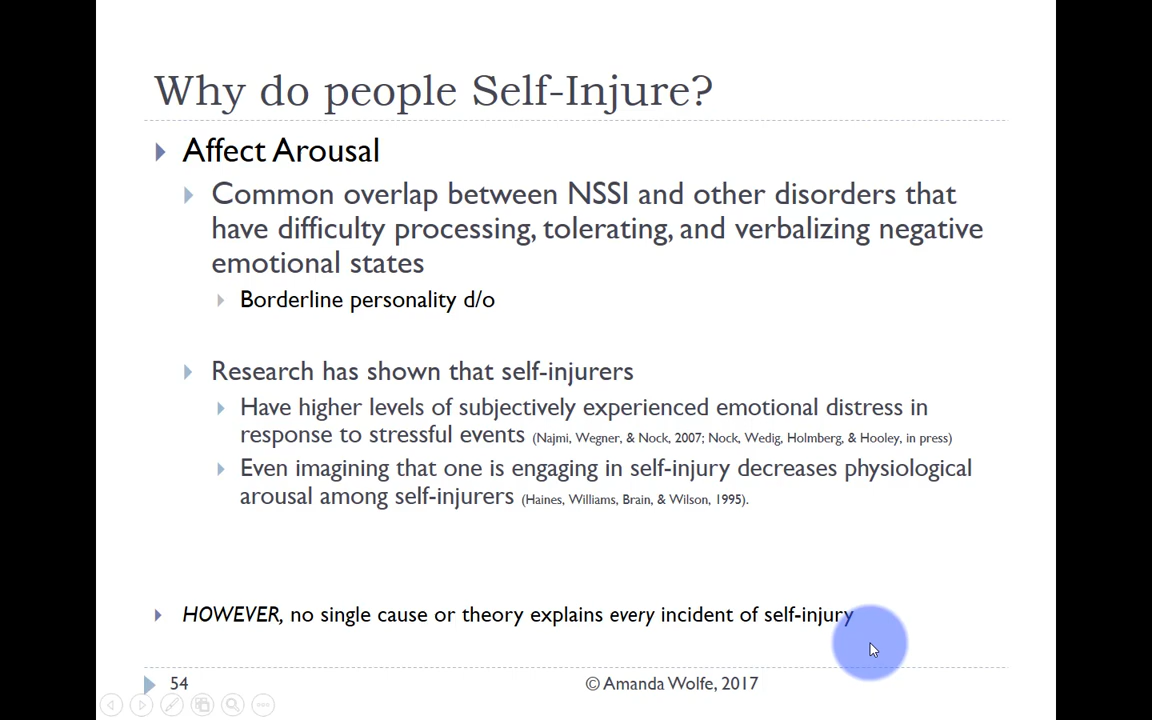 Why do people Self-Injure?
Affect Arousal
Common overlap between NSSI and other disorders that
have difficulty processing, tolerating, and verbalizing negative
emotional states
Borderline personality d/o
Research has shown that self-injurers
Have higher levels of subjectively experienced emotional distress in
response to stressful events (Najmi, Wegner, & Nock, 2007; Nock, Wedig, Holmberg, & Hooley, in press)
Even imagining that one is engaging in self-injury decreases physiological
arousal among self-injurers (Haines, Williams, Brain, & Wilson, 1995).
HOWEVER, no single cause or theory explains every incident of self-injury
54
© Amanda Wolfe, 2017